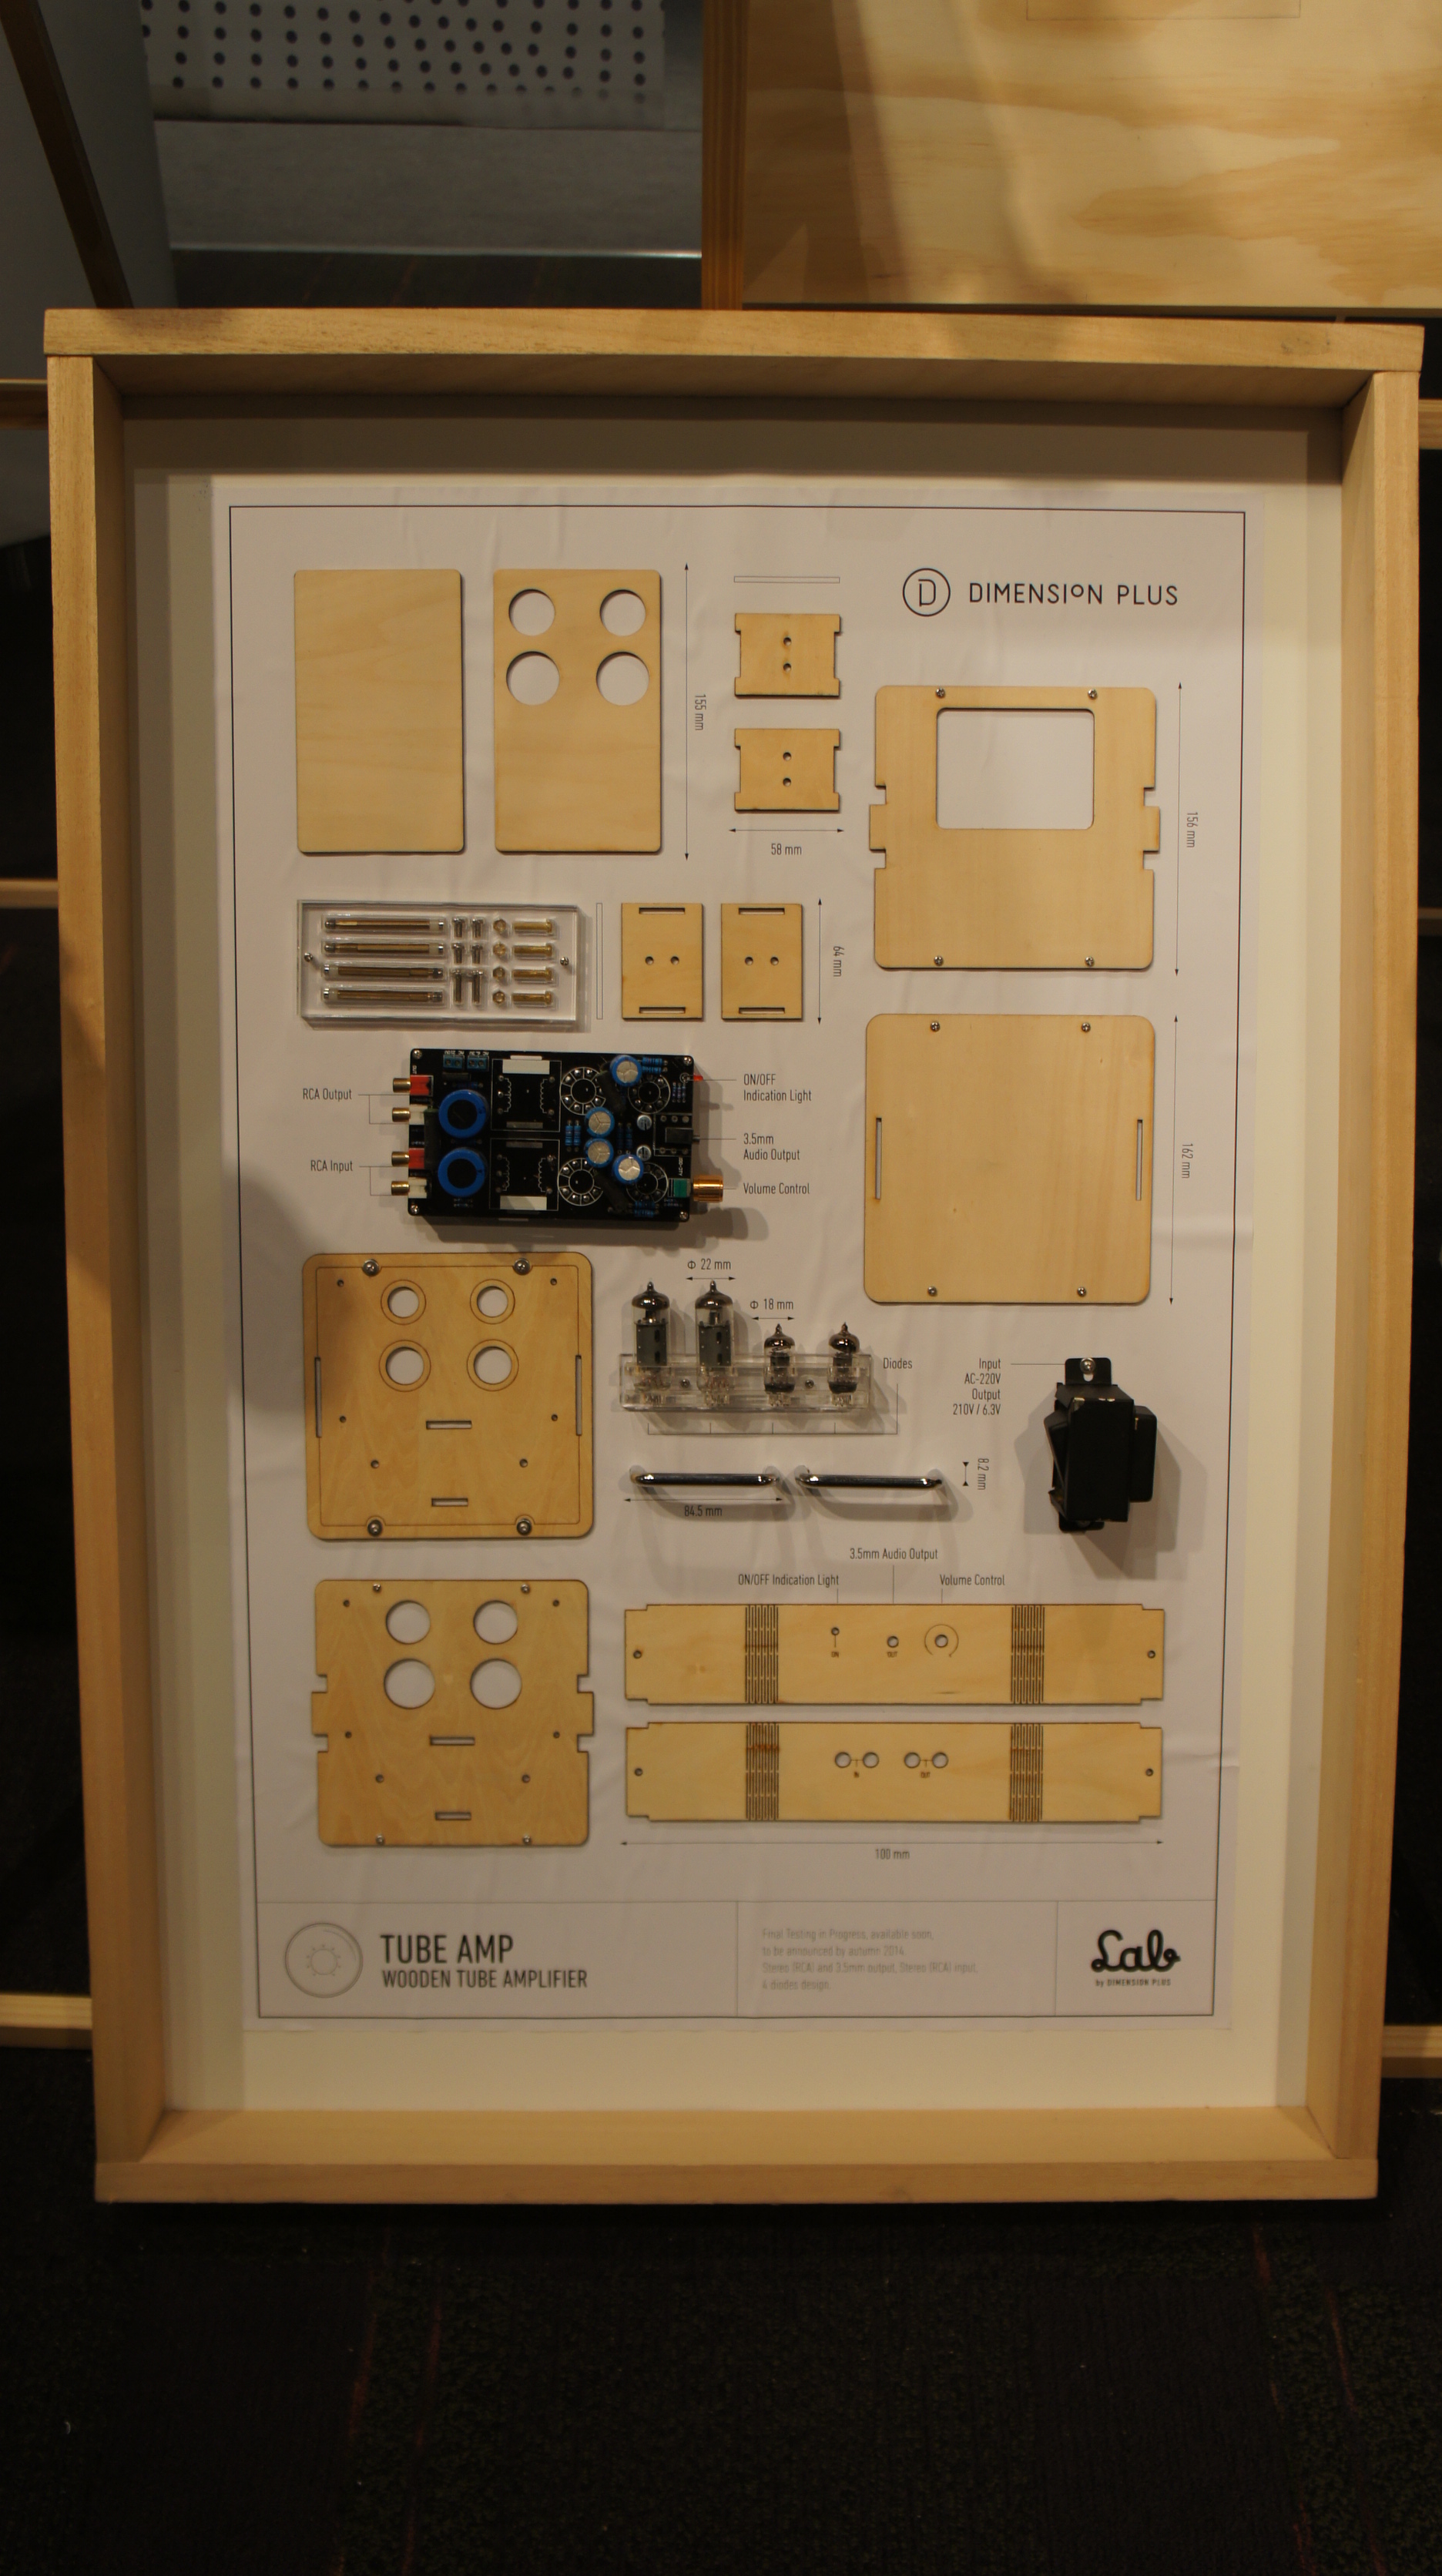 DIMENSION PLUS
155 mm
58 mm
156 mm
64 mm
RCA Output
RCA Input
ON/OFF
Indication Light
3.5mm
Audio Output
Volume Control
162 mm
Φ 22 mm
Φ 18 mm
Diodes
Input
AC-220V
Output
210V / 6.3V
8.2 mm
84.5 mm
3.5mm Audio Output
ON/OFF Indication Light
Volume Control
ON
OUT
IN
OUT
100 mm
TUBE AMP
WOODEN TUBE AMPLIFIER
Final Testing in Progress, available soon,
to be announced by autumn 2014.
Stereo (RCA) and 3.5mm output, Stereo (RCA) input,
4 diodes design.
Lab
by DIMENSION PLUS